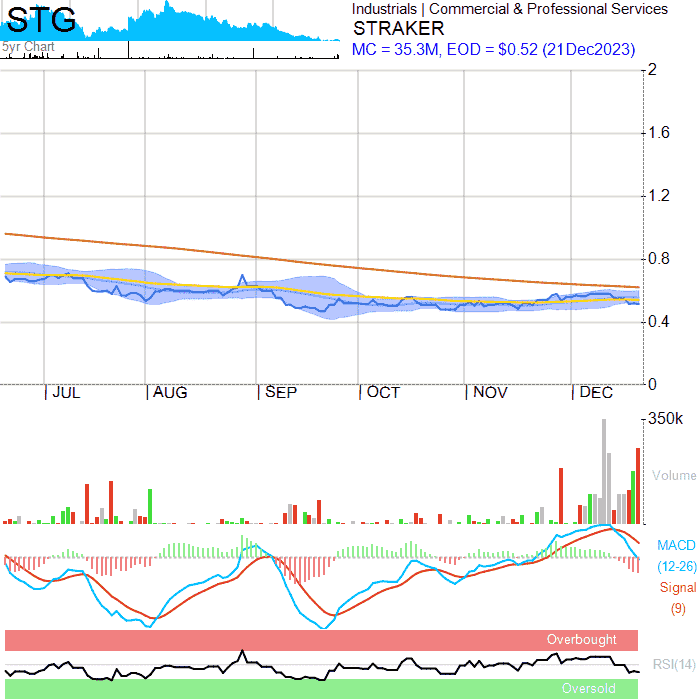 STG
5yr Chart
Industrials | Commercial & Professional Services
STRAKER
MC = 35.3M, EOD = $0.52 (21Dec2023)
2
1.6
1.2
0.8
0.4
0
JUL AUG SEP OCT NOV DEC
350k
Volume
MACD
(12-26)
Signal
(9)
Overbought
RSI(14)
Oversold